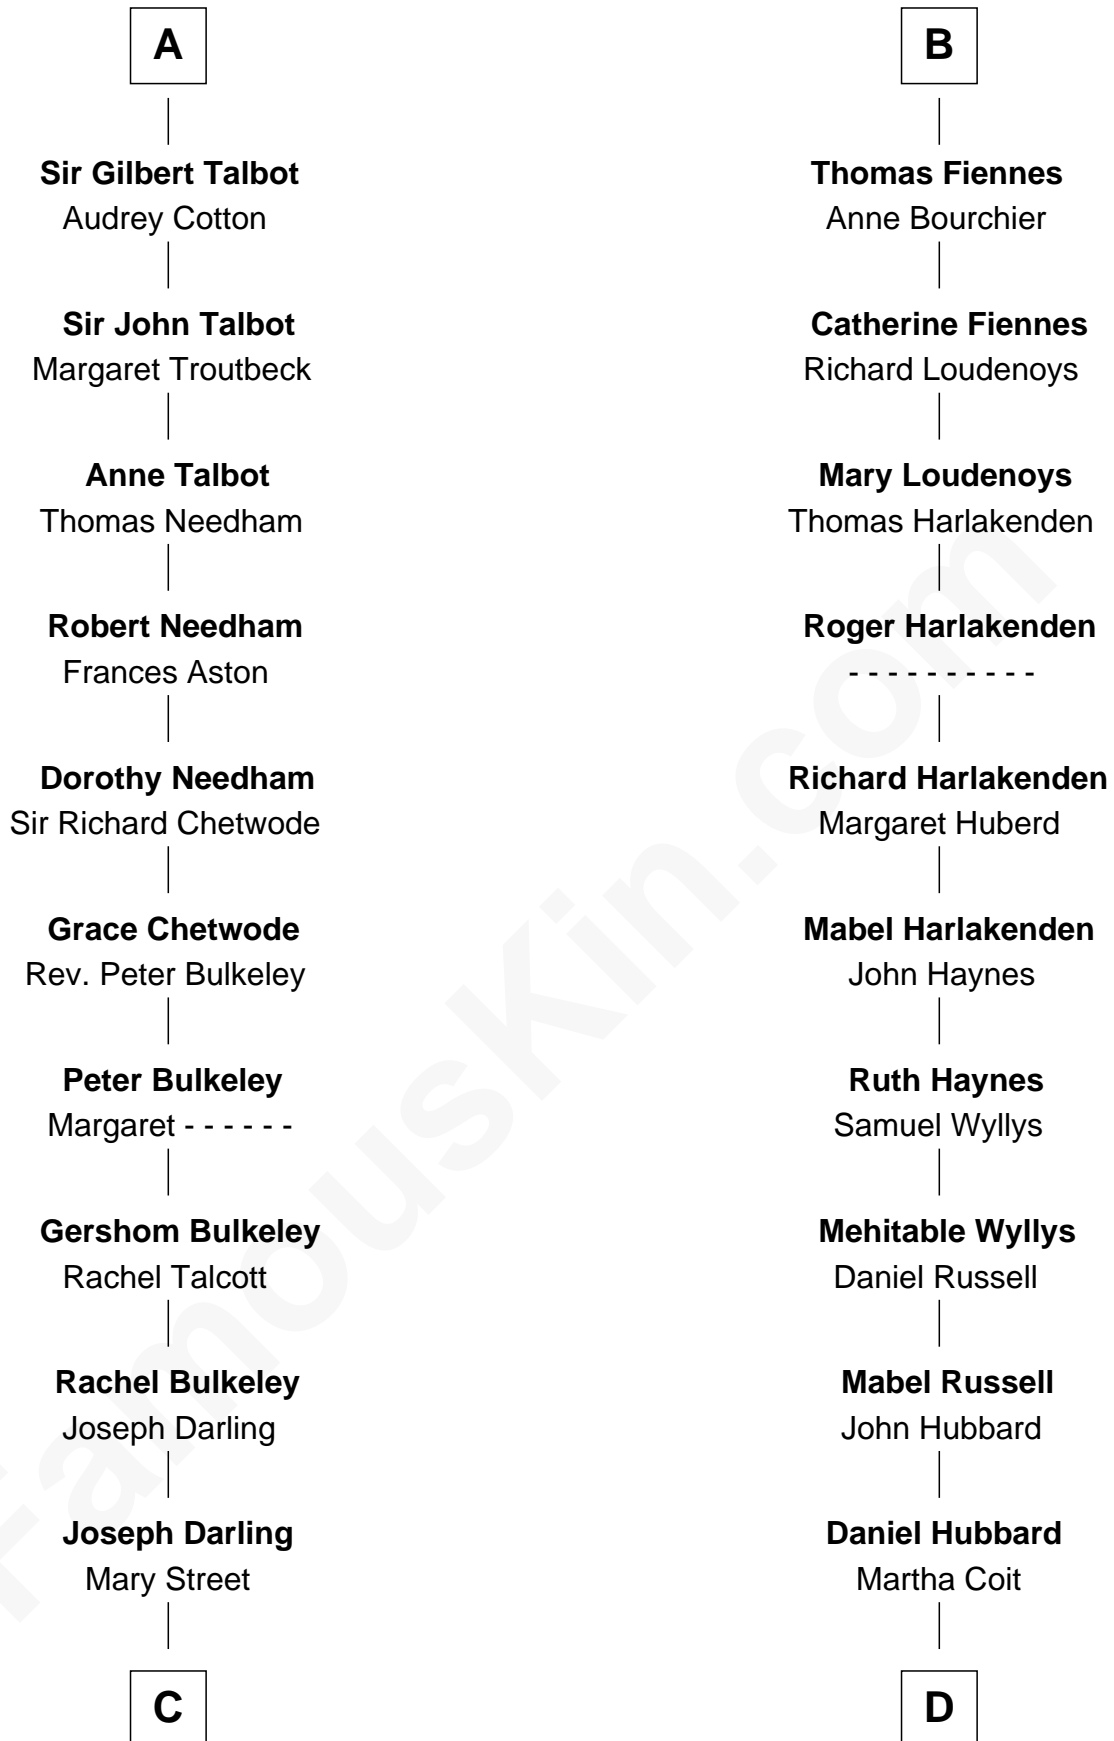 A
Sir Gilbert Talbot
Audrey Cotton
Sir John Talbot
Margaret Troutbeck
Anne Talbot
Thomas Needham
Robert Needham
Frances Aston
Dorothy Needham
Sir Richard Chetwode
Grace Chetwode
Rev. Peter Bulkeley
Peter Bulkeley
Margaret - - - - - -
Gershom Bulkeley
Rachel Talcott
Rachel Bulkeley
Joseph Darling
Joseph Darling
Mary Street
C
B
Thomas Fiennes
Anne Bourchier
Catherine Fiennes
Richard Loudenoys
Mary Loudenoys
Thomas Harlakenden
Roger Harlakenden
- - - - - - - - - -
Richard Harlakenden
Margaret Huberd
Mabel Harlakenden
John Haynes
Ruth Haynes
Samuel Wyllys
Mehitable Wyllys
Daniel Russell
Mabel Russell
John Hubbard
Daniel Hubbard
Martha Coit
D
FamousKin.com